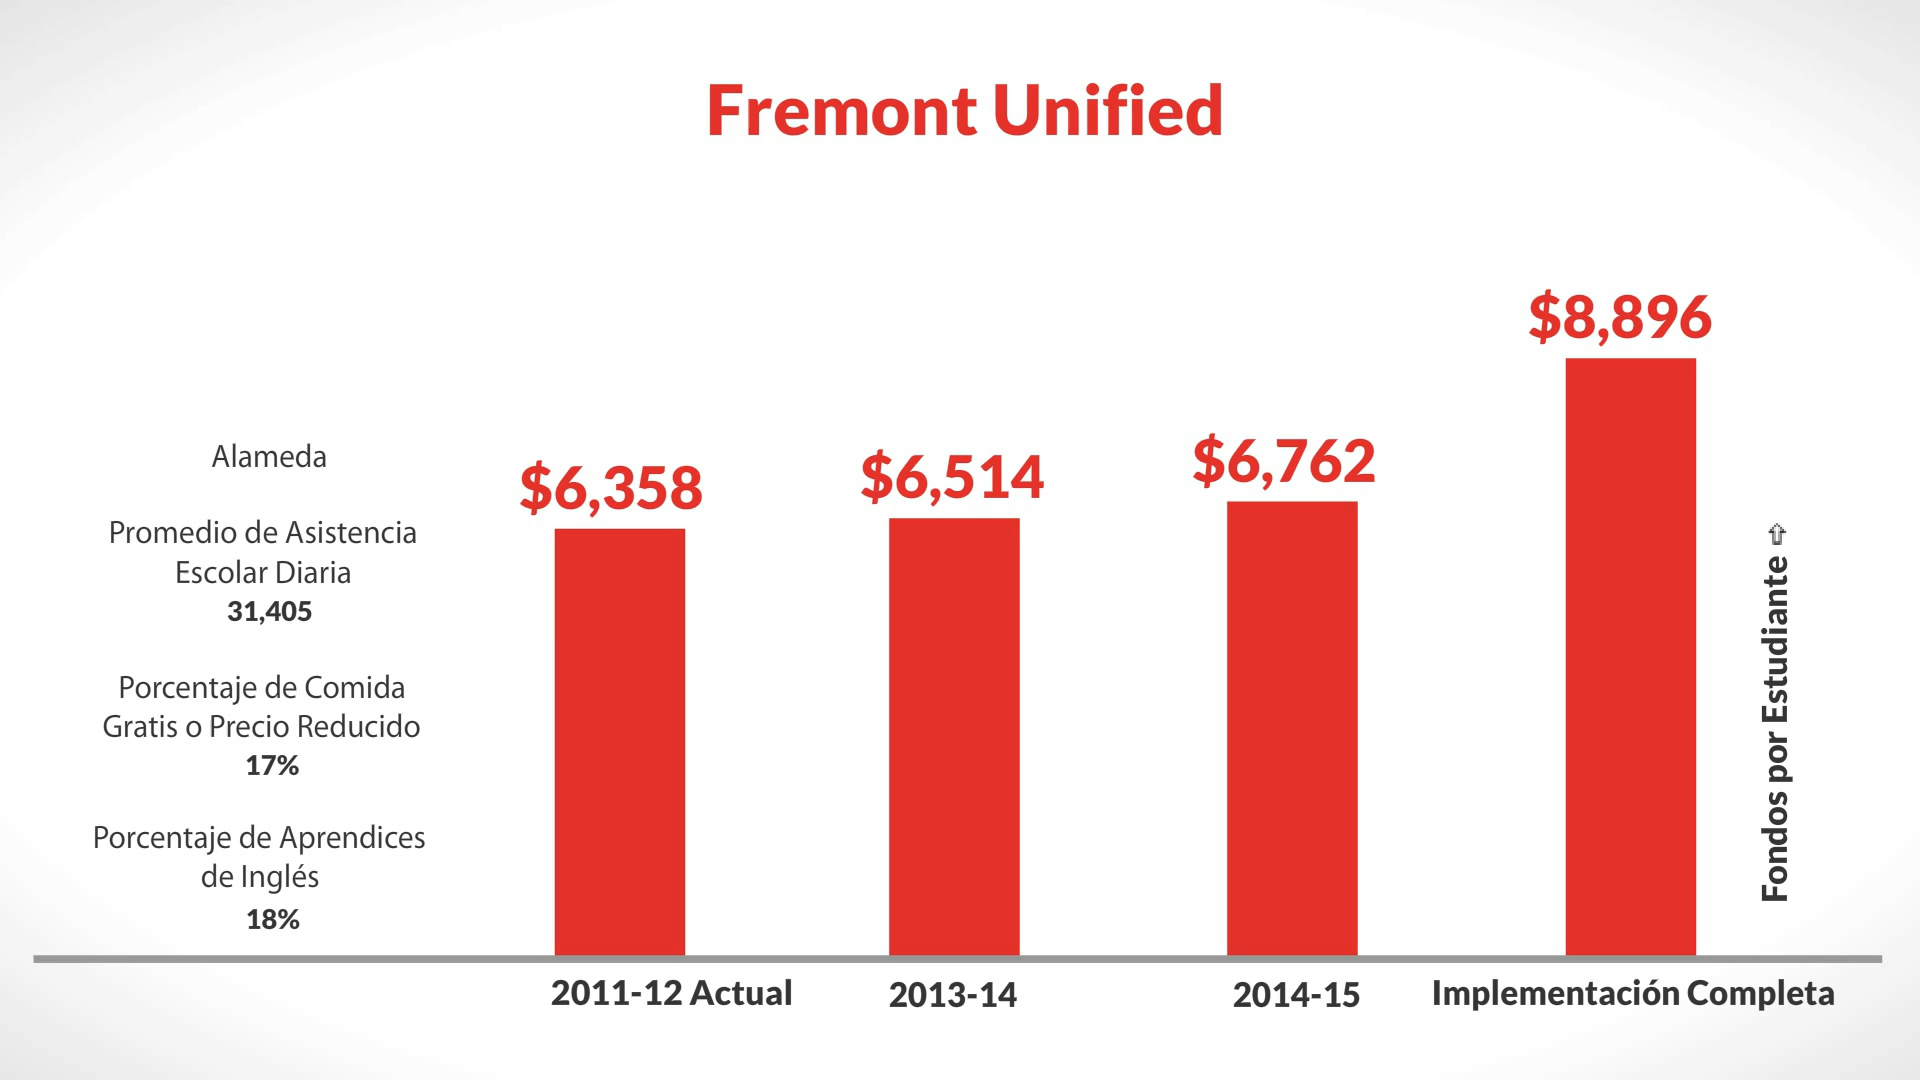 Fremont Unified
Alameda
Promedio de Asistencia
Escolar Diaria
31,405
Porcentaje de Comida
Gratis o Precio Reducido
17%
Porcentaje de Aprendices
de Inglés
18%
$6,358
$6,514
$6,762
$8,896
2011-12 Actual
2013-14
2014-15
Implementación Completa
Fondos por Estudiante ⇧